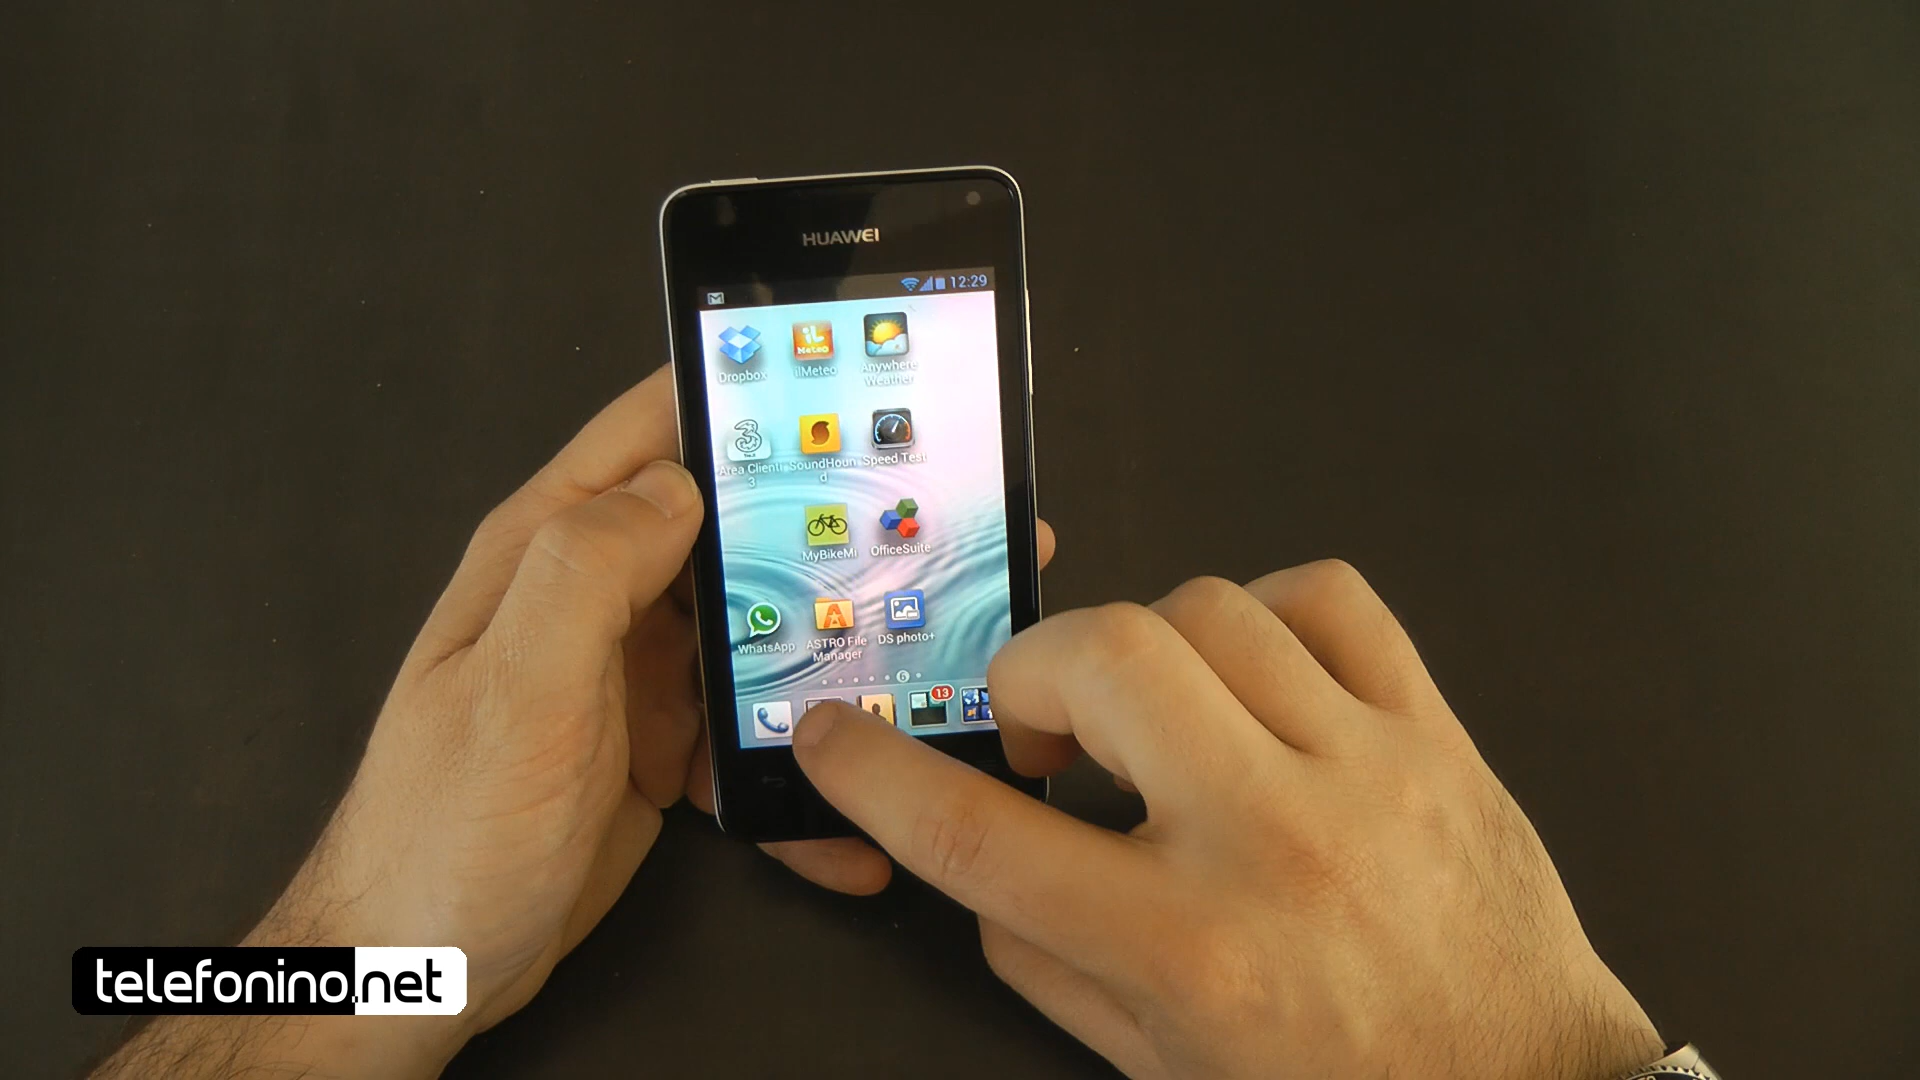 HUAWEI
12:29
Dropbox
ilMeteo
Anywhere
Weather
3
Area Clienti
3
SoundHoun
d
Speed Test
MyBikeMi
OfficeSuite
WhatsApp
ASTRO File
Manager
DS photo+
6
13
telefonino.net